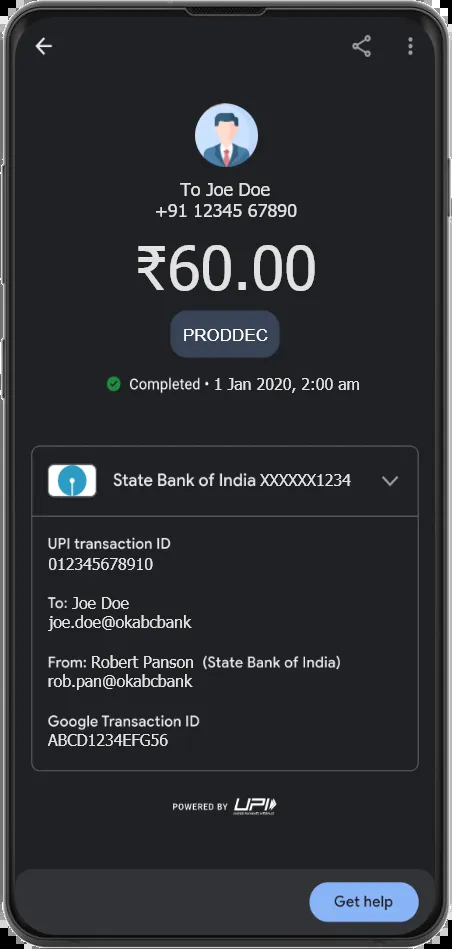 To Joe Doe
+91 12345 67890
₹60.00
PRODDEC
Completed • 1 Jan 2020, 2:00 am
State Bank of India XXXXXX1234
UPI transaction ID
012345678910
To: Joe Doe
joe.doe@okabcbank
From: Robert Panson (State Bank of India)
rob.pan@okabcbank
Google Transaction ID
ABCD1234EFG56
POWERED BY UPI
Get help